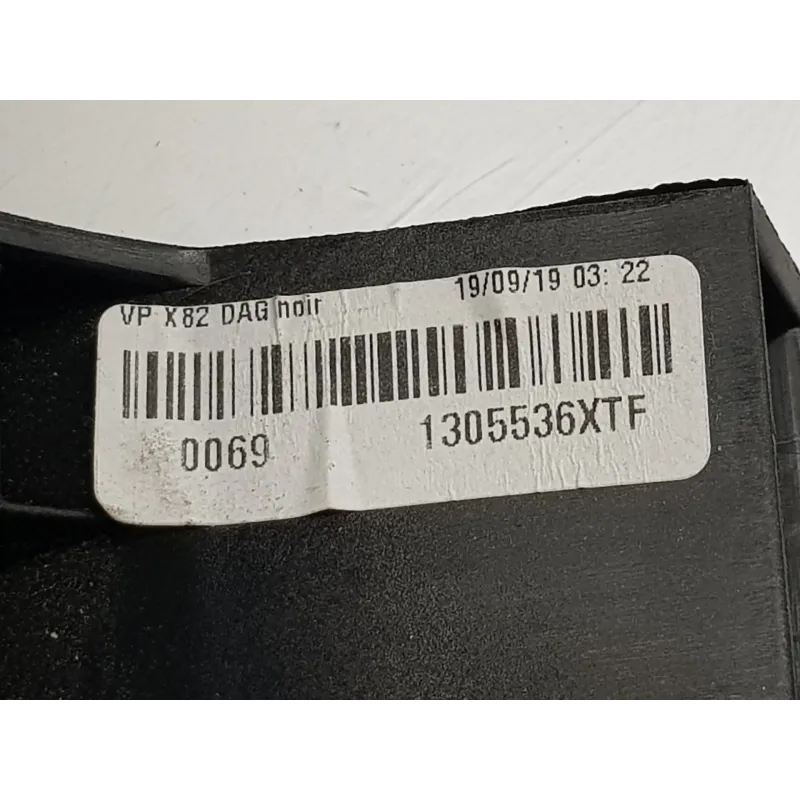 VP X82 DAG noir 19/09/19 03: 22
0069 1305536XTF